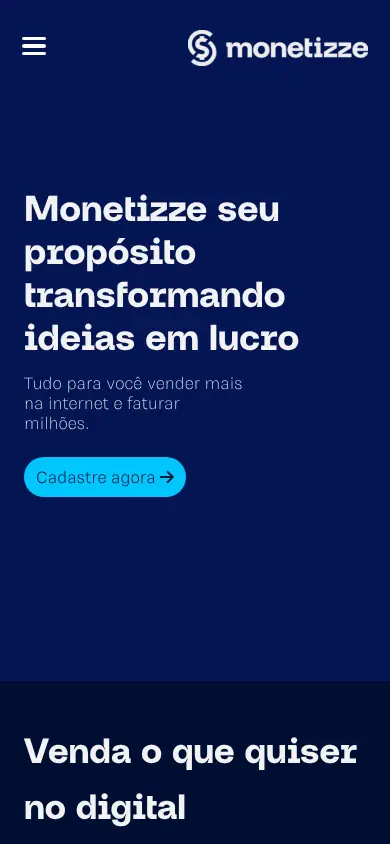 monetizze
Monetizze seu
propósito
transformando
ideias em lucro
Tudo para você vender mais
na internet e faturar
milhões.
Cadastre agora
Venda o que quiser
no digital